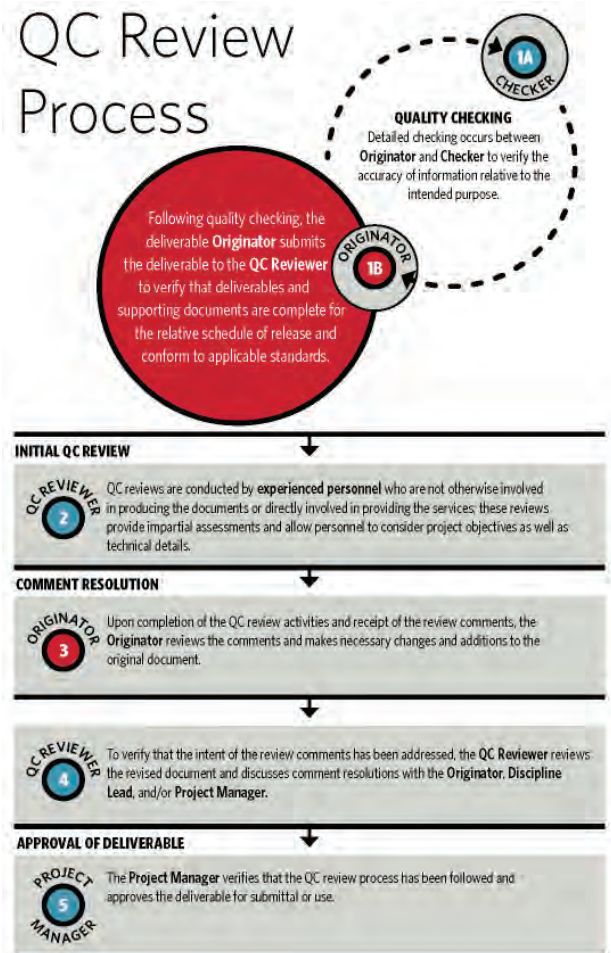 QC Review
Process
1A
CHECKER
QUALITY CHECKING
Detailed checking occurs between
Originator and Checker to verify the
accuracy of information relative to the
intended purpose.
ORIGINATOR
1B
Following quality checking, the
deliverable Originator submits
the deliverable to the QC Reviewer
to verify that deliverables and
supporting documents are complete for
the relative schedule of release and
conform to applicable standards.
INITIAL QC REVIEW
QC REVIEWER
2
QC reviews are conducted by experienced personnel who are not otherwise involved
in producing the documents or directly involved in providing the services; these reviews
provide impartial assessments and allow personnel to consider project objectives as well as
technical details.
COMMENT RESOLUTION
ORIGINATOR
3
Upon completion of the QC review activities and receipt of the review comments, the
Originator reviews the comments and makes necessary changes and additions to the
original document.
QC REVIEWER
4
To verify that the intent of the review comments has been addressed, the QC Reviewer reviews
the revised document and discusses comment resolutions with the Originator, Discipline
Lead, and/or Project Manager.
APPROVAL OF DELIVERABLE
PROJECT
5
MANAGER
The Project Manager verifies that the QC review process has been followed and
approves the deliverable for submittal or use.